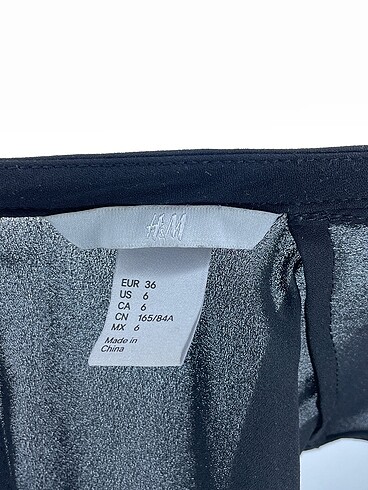 H&M
EUR 36
US 6
CA 6
CN 165/84A
MX 6
Made in
China